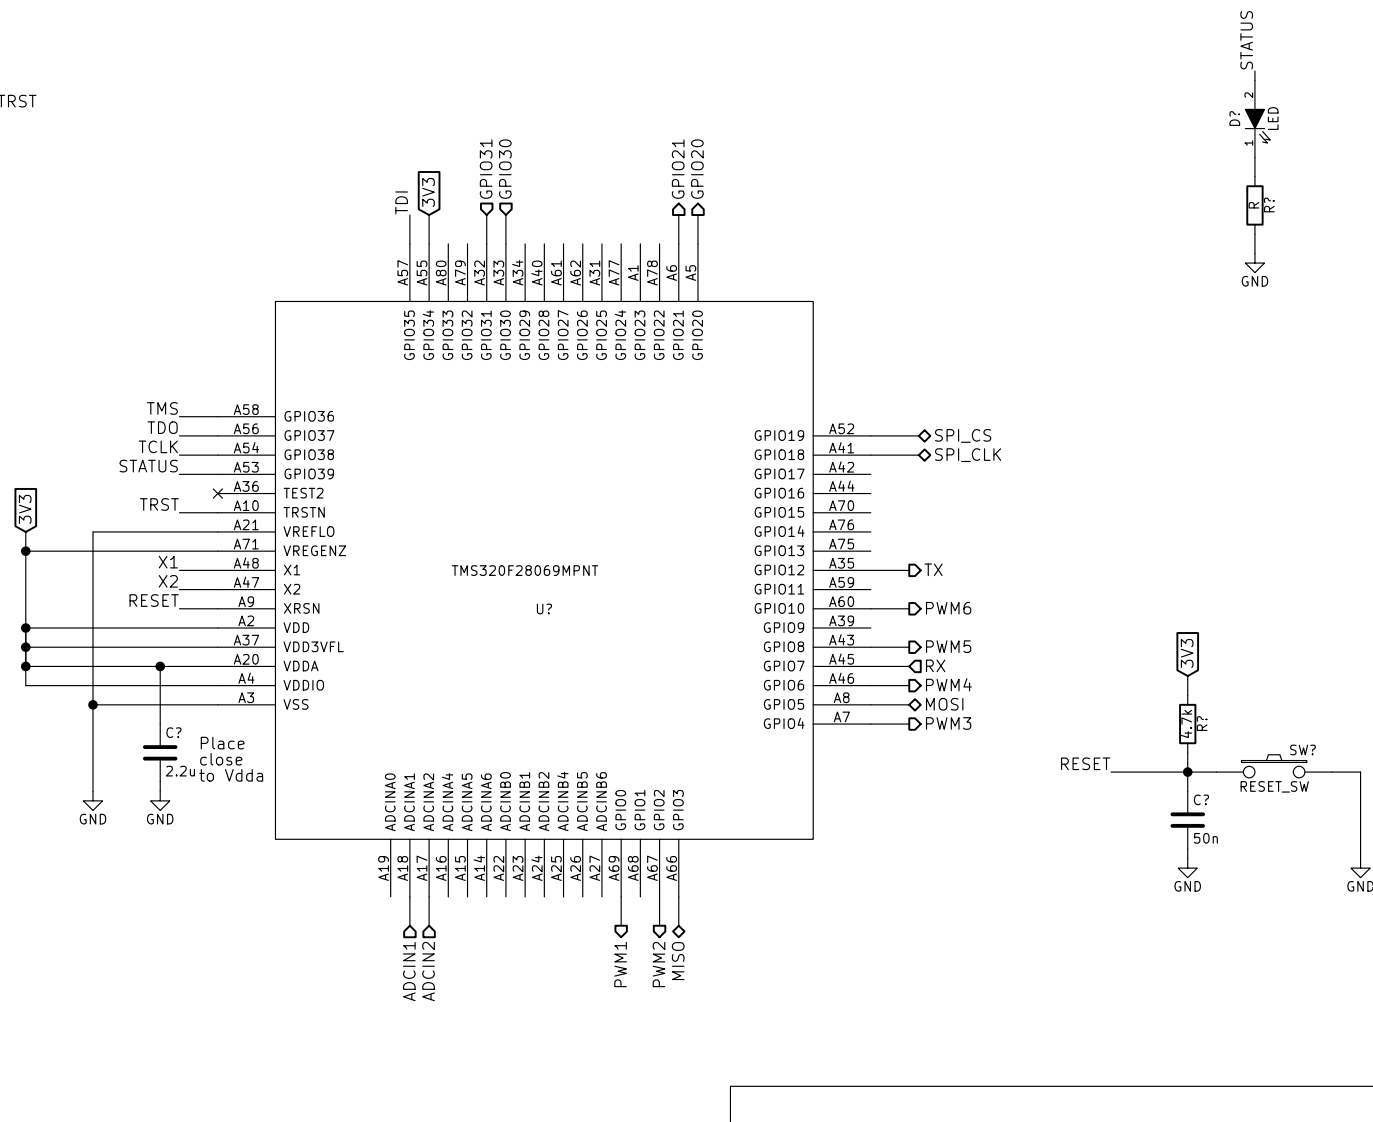 TRST
STATUS
2
D?
LED
1
R
R?
GND
TDI
3V3
GPIO31
GPIO30
GPIO21
GPIO20
A57
A55
A80
A79
A32
A33
A34
A40
A61
A62
A31
A77
A1
A78
A6
A5
GPIO35
GPIO34
GPIO33
GPIO32
GPIO31
GPIO30
GPIO29
GPIO28
GPIO27
GPIO26
GPIO25
GPIO24
GPIO23
GPIO22
GPIO21
GPIO20
TMS A58 GPIO36
TDO A56 GPIO37
TCLK A54 GPIO38
STATUS A53 GPIO39
A36 TEST2
TRST A10 TRSTN
3V3
A21 VREFLO
A71 VREGENZ
X1 A48 X1
X2 A47 X2
RESET A9 XRSN
A2 VDD
A37 VDD3VFL
A20 VDDA
A4 VDDIO
A3 VSS
C?
2.2u
Place
close
to Vdda
GND
GND
TMS320F28069MPNT
U?
GPIO19 A52 SPI_CS
GPIO18 A41 SPI_CLK
GPIO17 A42
GPIO16 A44
GPIO15 A70
GPIO14 A76
GPIO13 A75
GPIO12 A35 TX
GPIO11 A59
GPIO10 A60 PWM6
GPIO9 A39
GPIO8 A43 PWM5
GPIO7 A45 RX
GPIO6 A46 PWM4
GPIO5 A8 MOSI
GPIO4 A7 PWM3
ADCINA0
ADCINA1
ADCINA2
ADCINA4
ADCINA5
ADCINA6
ADCINB0
ADCINB1
ADCINB2
ADCINB4
ADCINB5
ADCINB6
GPIO0
GPIO1
GPIO2
GPIO3
A19
A18
A17
A16
A15
A14
A22
A23
A24
A25
A26
A27
A69
A68
A67
A66
ADCIN1
ADCIN2
PWM1
PWM2
MISO
3V3
4.7k
R?
RESET
SW?
RESET_SW
C?
50n
GND
GND